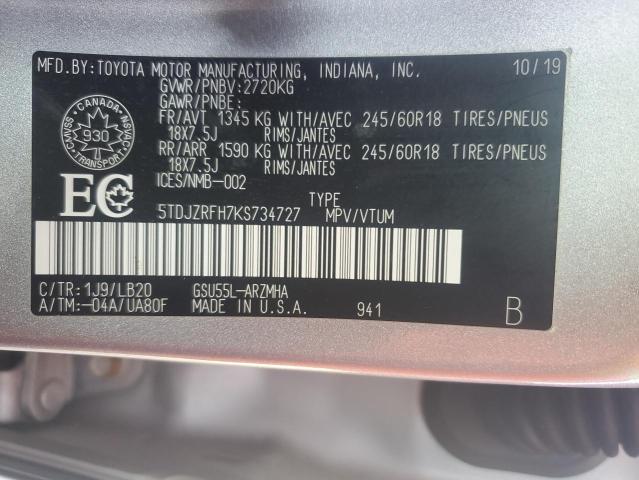 MFD.BY:TOYOTA MOTOR MANUFACTURING, INDIANA, INC. 10/19
GVWR/PNBV:2720KG
GAWR/PNBE:
FR/AVT 1345 KG WITH/AVEC 245/60R18 TIRES/PNEUS
18X7.5J RIMS/JANTES
RR/ARR 1590 KG WITH/AVEC 245/60R18 TIRES/PNEUS
18X7.5J RIMS/JANTES
ICES/NMB-002
CANADA
930
TRANSPORT
EC
TYPE
5TDJZRFH7KS734727 MPV/VTUM
C/TR:1J9/LB20 GSU55L-ARZMHA
A/TM:-04A/UA80F MADE IN U.S.A. 941 B